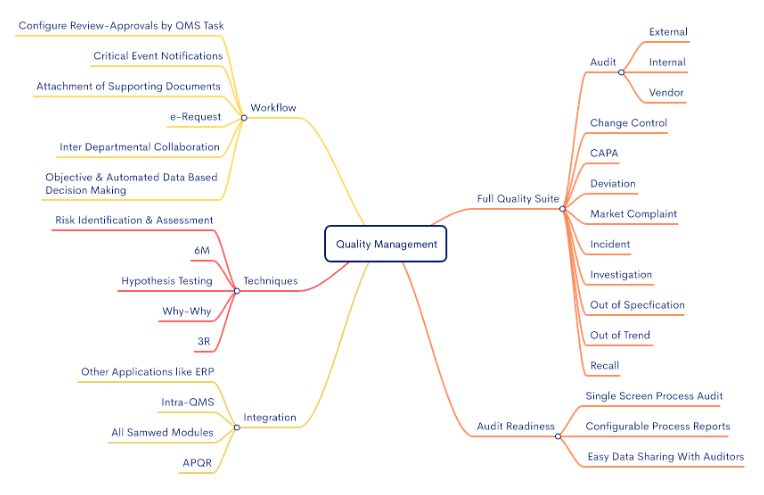 Configure Review-Approvals by QMS Task
Critical Event Notifications
Attachment of Supporting Documents
e-Request
Inter Departmental Collaboration
Objective & Automated Data Based
Decision Making
Workflow
Risk Identification & Assessment
6M
Hypothesis Testing
Why-Why
3R
Techniques
Other Applications like ERP
Intra-QMS
All Samwed Modules
APQR
Integration
Quality Management
Full Quality Suite
Audit
External
Internal
Vendor
Change Control
CAPA
Deviation
Market Complaint
Incident
Investigation
Out of Specfication
Out of Trend
Recall
Audit Readiness
Single Screen Process Audit
Configurable Process Reports
Easy Data Sharing With Auditors